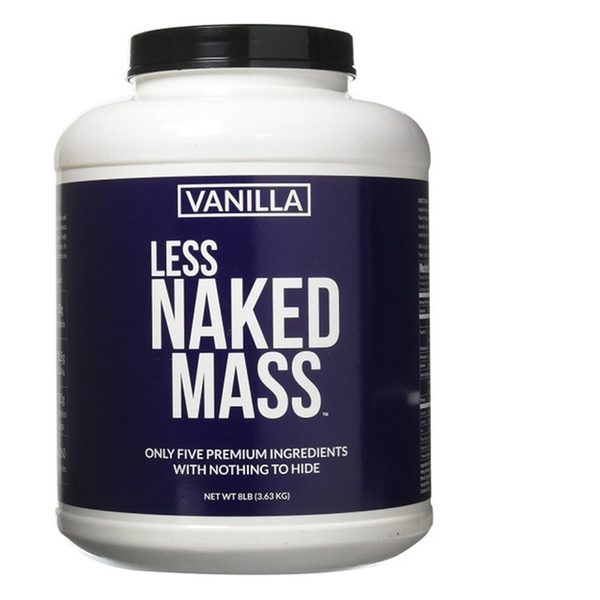 VANILLA
LESS
NAKED
MASS™
ONLY FIVE PREMIUM INGREDIENTS
WITH NOTHING TO HIDE
NET WT 8LB (3.63 KG)